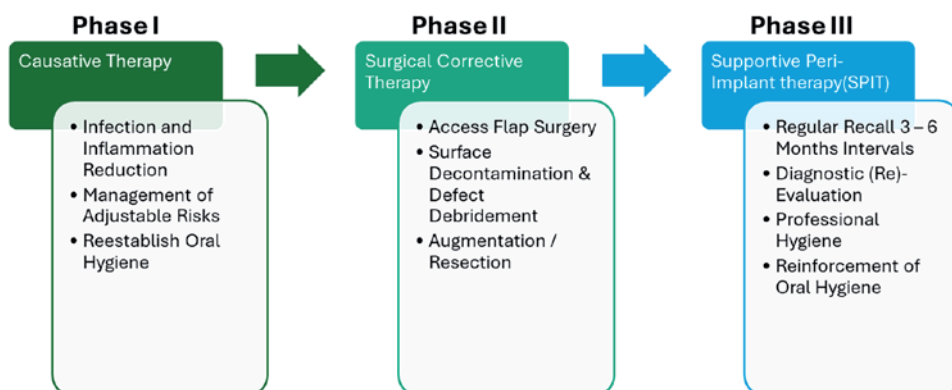 Phase I
Causative Therapy
• Infection and
Inflammation
Reduction
• Management of
Adjustable Risks
• Reestablish Oral
Hygiene
Phase II
Surgical Corrective
Therapy
• Access Flap Surgery
• Surface
Decontamination &
Defect
Debridement
• Augmentation /
Resection
Phase III
Supportive Peri-
Implant therapy(SPIT)
• Regular Recall 3 – 6
Months Intervals
• Diagnostic (Re)-
Evaluation
• Professional
Hygiene
• Reinforcement of
Oral Hygiene